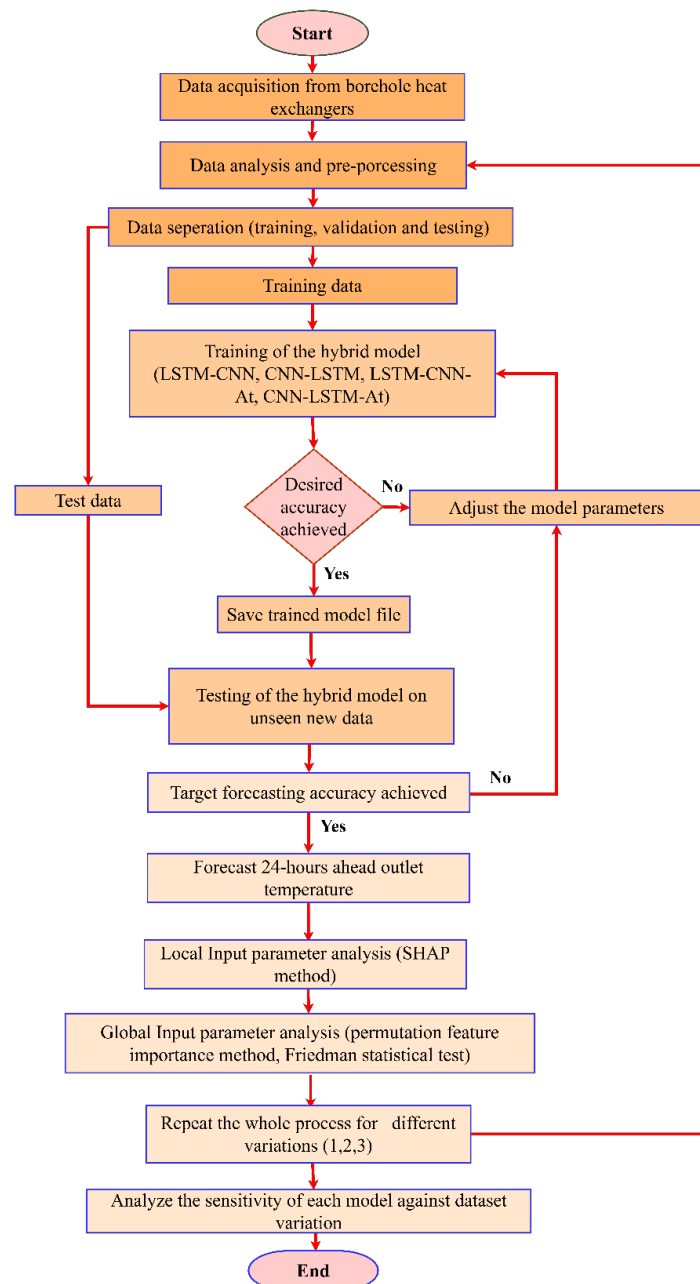 Start
Data acquisition from borehole heat
exchangers
Data analysis and pre-porcessing
Data seperation (training, validation and testing)
Training data
Training of the hybrid model
(LSTM-CNN, CNN-LSTM, LSTM-CNN-
At, CNN-LSTM-At)
Desired
accuracy
achieved
No
Test data
Adjust the model parameters
Yes
Save trained model file
Testing of the hybrid model on
unseen new data
Target forecasting accuracy achieved
No
Yes
Forecast 24-hours ahead outlet
temperature
Local Input parameter analysis (SHAP
method)
Global Input parameter analysis (permutation feature
importance method, Friedman statistical test)
Repeat the whole process for different
variations (1,2,3)
Analyze the sensitivity of each model against dataset
variation
End